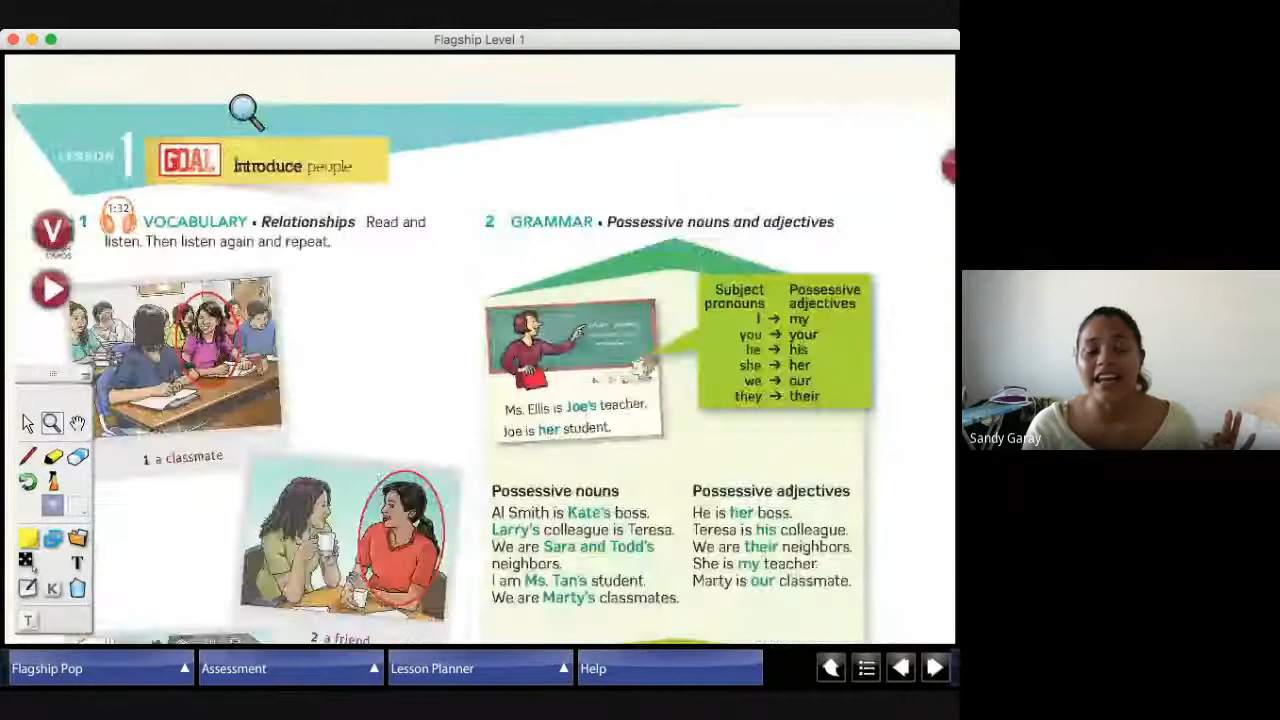 Flagship Level 1
LESSON 1
GOAL Introduce people
1 1:32 VOCABULARY • Relationships Read and
listen. Then listen again and repeat.
V
1 a classmate
2 a friend
2 GRAMMAR • Possessive nouns and adjectives
Ms. Ellis is Joe's teacher.
Joe is her student.
Subject Possessive
pronouns adjectives
I → my
you → your
he → his
she → her
we → our
they → their
Possessive nouns
Al Smith is Kate's boss.
Larry's colleague is Teresa.
We are Sara and Todd's
neighbors.
I am Ms. Tan's student.
We are Marty's classmates.
Possessive adjectives
He is her boss.
Teresa is his colleague.
We are their neighbors.
She is my teacher.
Marty is our classmate.
T
K
T
Flagship Pop
Assessment
Lesson Planner
Help
Sandy Garay